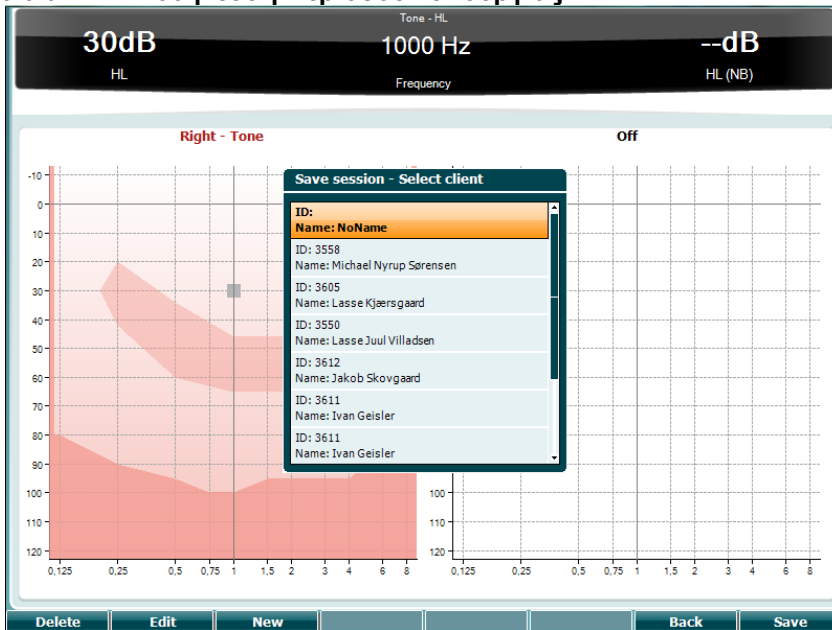 Tone - HL
30dB
1000 Hz
--dB
HL
Frequency
HL (NB)
Right - Tone
Off
Save session - Select client
ID:
Name: NoName
ID: 3558
Name: Michael Nyrup Sørensen
ID: 3605
Name: Lasse Kjærsgaard
ID: 3550
Name: Lasse Juul Villadsen
ID: 3612
Name: Jakob Skovgaard
ID: 3611
Name: Ivan Geisler
ID: 3611
Name: Ivan Geisler
-10
0
10
20
30
40
50
60
70
80
90
100
110
120
0,125 0,25 0,5 0,75 1 1,5 2 3 4 6 8
100
110
120
0,125 0,25 0,5 0,75 1 1,5 2 3 4 6 8
Delete Edit New Back Save